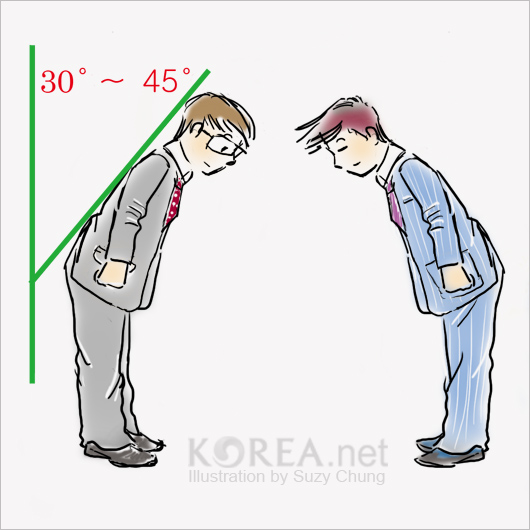 30° ~ 45°
KOREA.net
Illustration by Suzy Chung